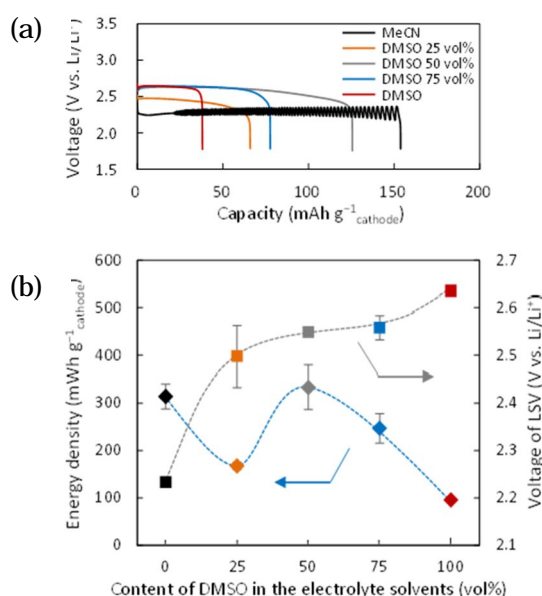 (a)
3.5
3.0
2.5
2.0
1.5
Voltage (V vs. Li/Li⁺)
MeCN
DMSO 25 vol%
DMSO 50 vol%
DMSO 75 vol%
DMSO
0 50 100 150 200
Capacity (mAh g⁻¹cathode)
(b)
600
500
400
300
200
100
0
Energy density (mWh g⁻¹cathode)
2.7
2.6
2.5
2.4
2.3
2.2
2.1
Voltage of LSV (V vs. Li/Li⁺)
0 25 50 75 100
Content of DMSO in the electrolyte solvents (vol%)